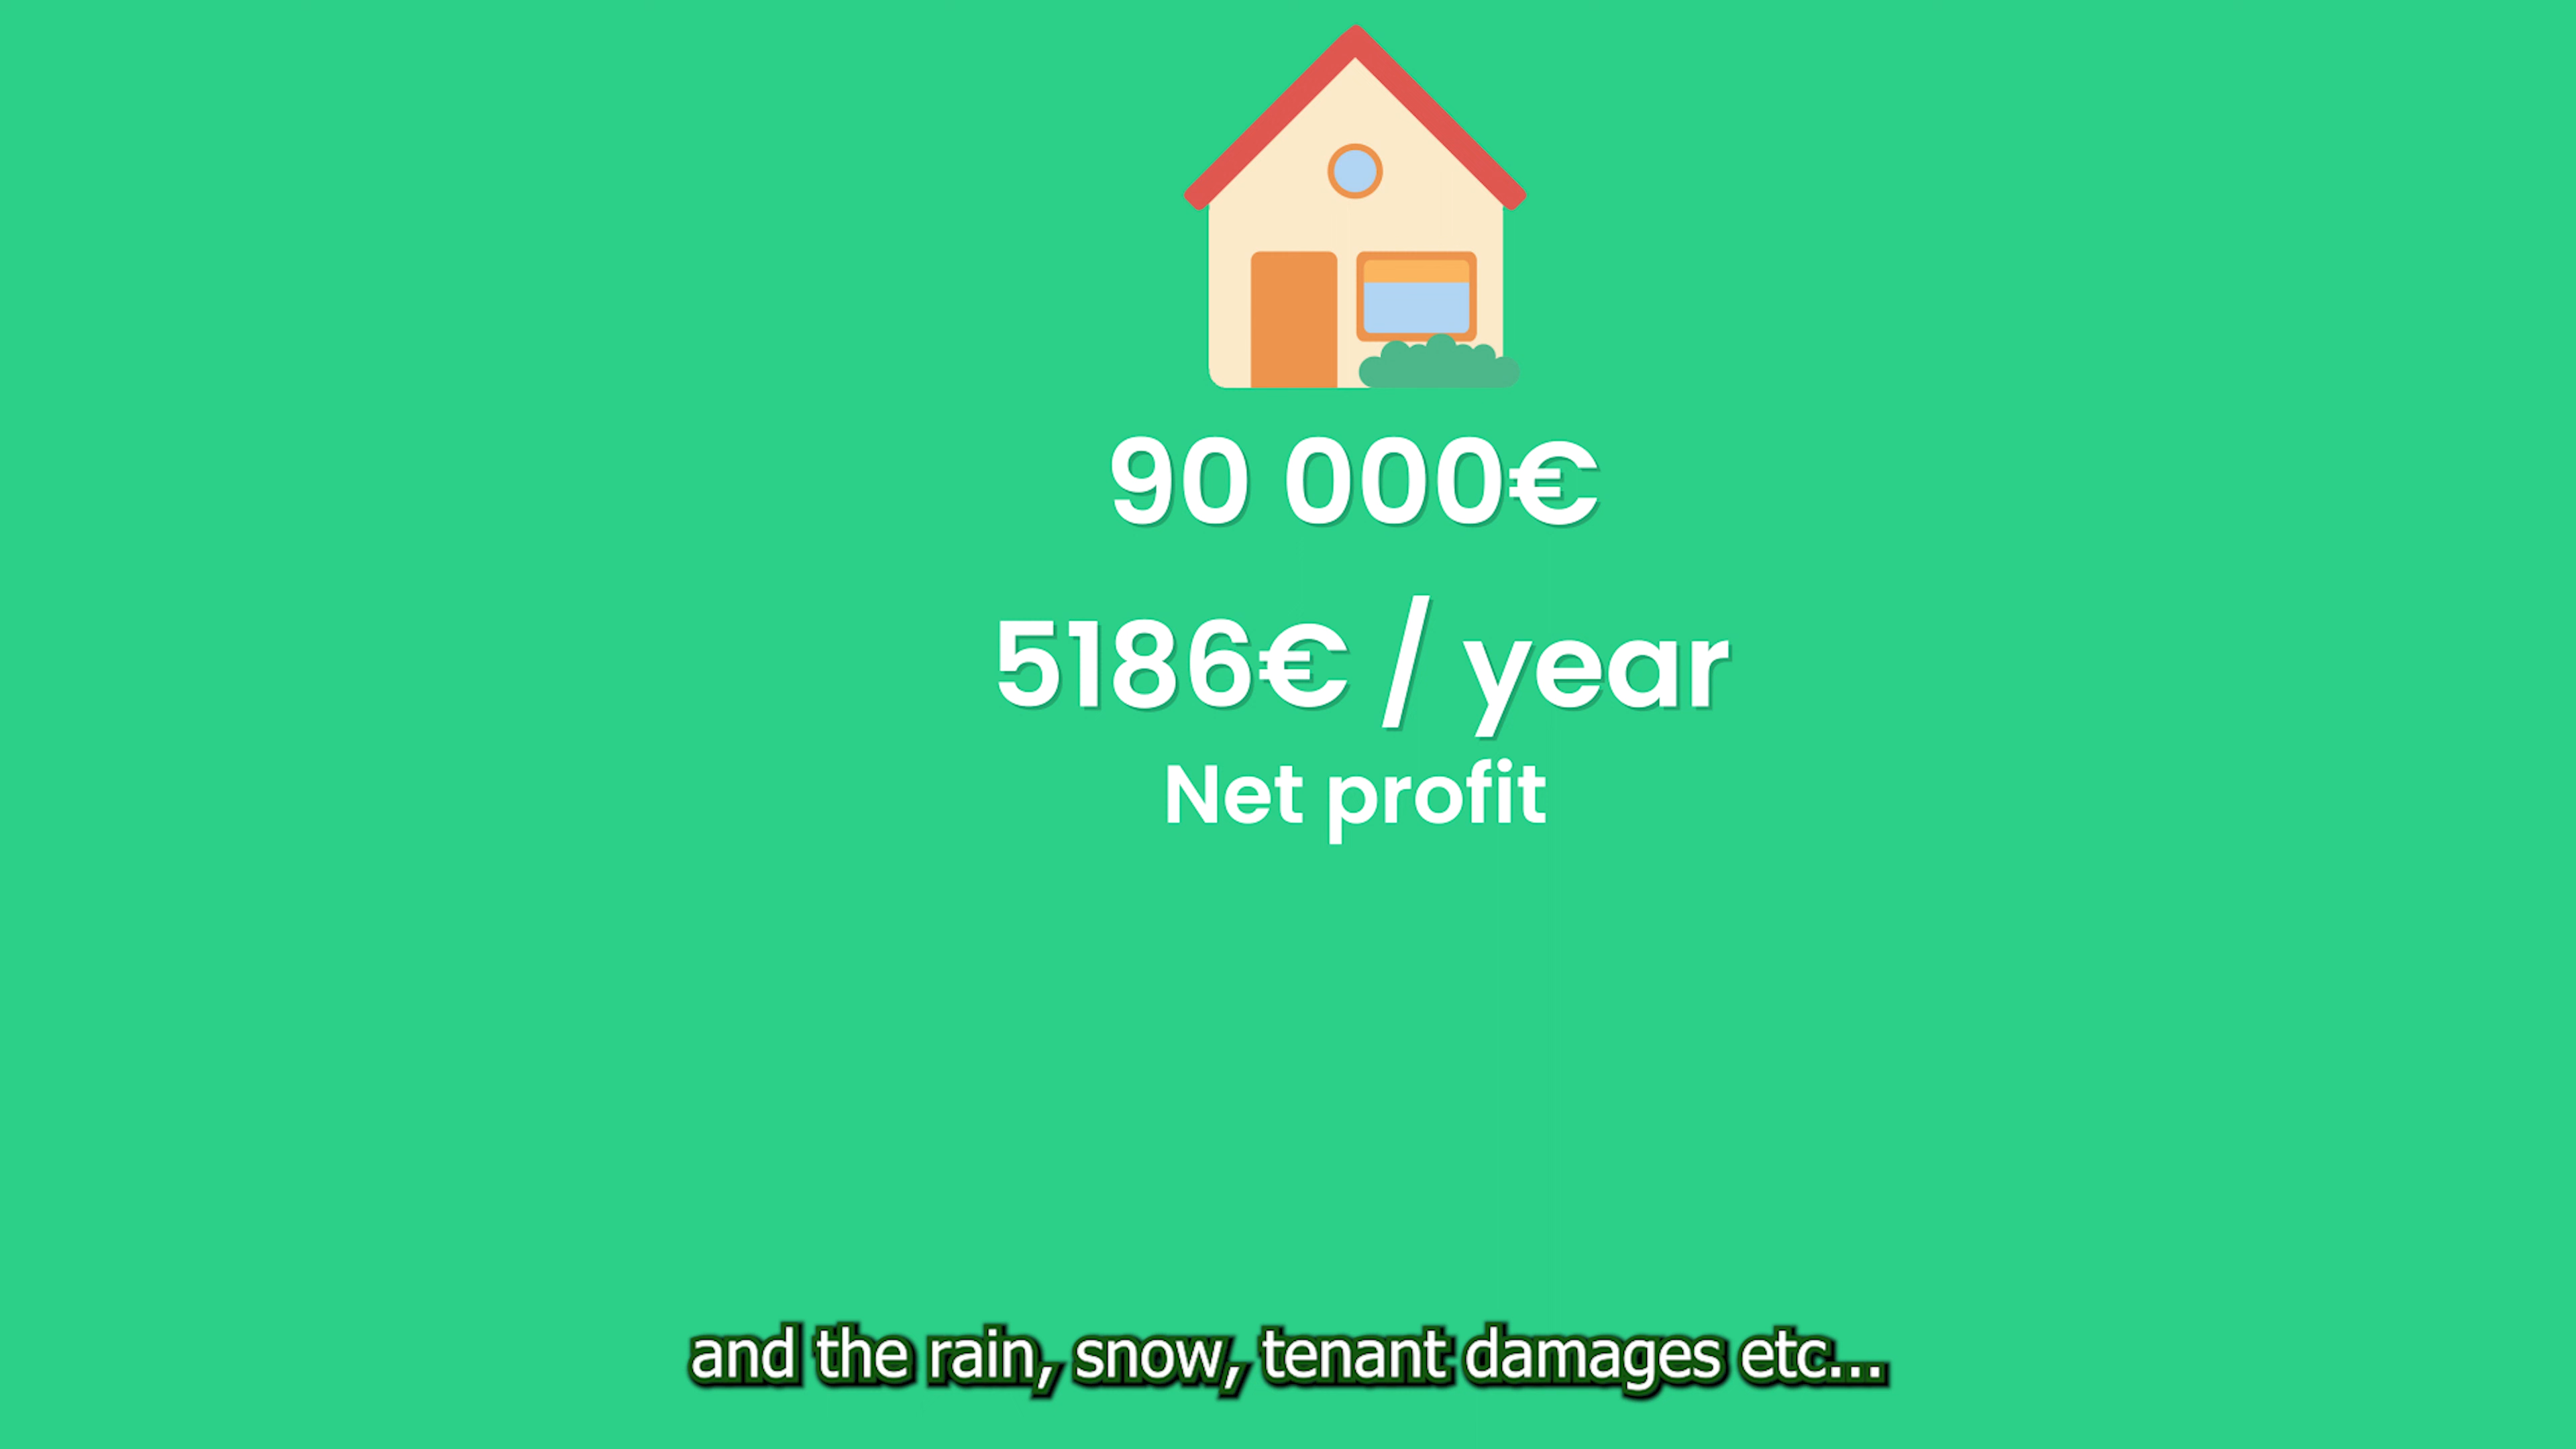 90 000€
5186€ / year
Net profit
and the rain, snow, tenant damages etc...